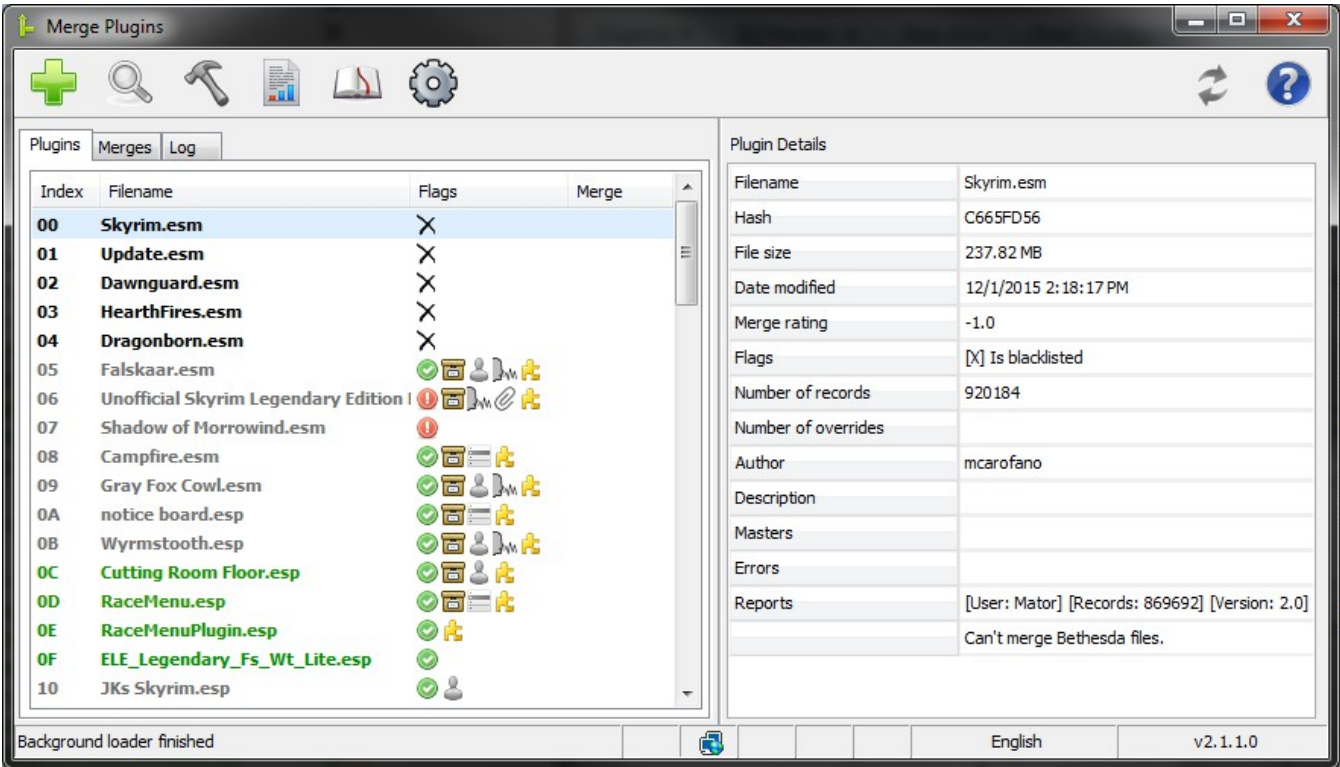 Merge Plugins
Plugins Merges Log
Index Filename Flags Merge
00 Skyrim.esm
01 Update.esm
02 Dawnguard.esm
03 HearthFires.esm
04 Dragonborn.esm
05 Falskaar.esm
06 Unofficial Skyrim Legendary Edition
07 Shadow of Morrowind.esm
08 Campfire.esm
09 Gray Fox Cowl.esm
0A notice board.esp
0B Wyrmstooth.esp
0C Cutting Room Floor.esp
0D RaceMenu.esp
0E RaceMenuPlugin.esp
0F ELE_Legendary_Fs_Wt_Lite.esp
10 JKs Skyrim.esp
Plugin Details
Filename Skyrim.esm
Hash C665FD56
File size 237.82 MB
Date modified 12/1/2015 2:18:17 PM
Merge rating -1.0
Flags [X] Is blacklisted
Number of records 920184
Number of overrides
Author mcarofano
Description
Masters
Errors
Reports [User: Mator] [Records: 869692] [Version: 2.0]
Can't merge Bethesda files.
Background loader finished English v2.1.1.0